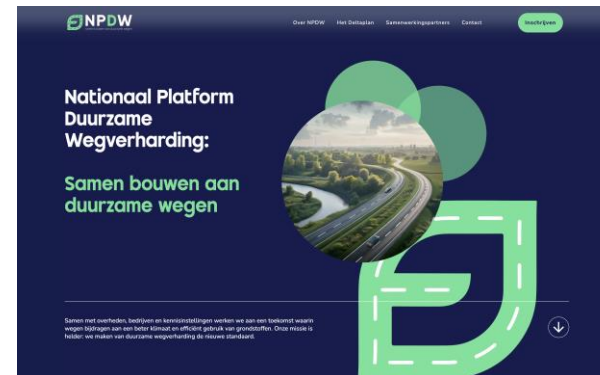 NPDW
Over NPDW
Het Deltaplan
Samenwerkingspartners
Contact
Inschrijven
Nationaal Platform
Duurzame
Wegverharding:
Samen bouwen aan
duurzame wegen
Samen met overheden, bedrijven en kennisinstellingen werken we aan een toekomst waarin
wegen bijdragen aan een beter klimaat en efficiënt gebruik van grondstoffen. Onze missie is
helder: we maken van duurzame wegverharding de nieuwe standaard.